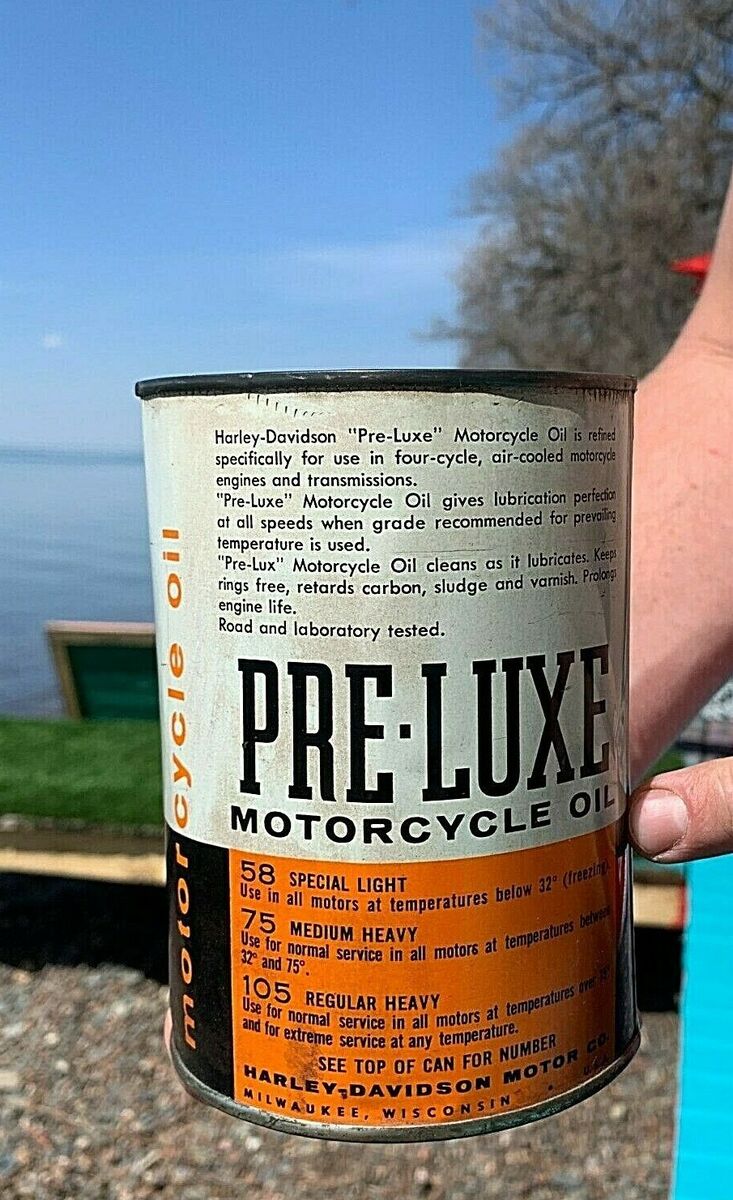 Harley-Davidson "Pre-Luxe" Motorcycle Oil is refined
specifically for use in four-cycle, air-cooled motorcycle
engines and transmissions.
"Pre-Luxe" Motorcycle Oil gives lubrication perfection
at all speeds when grade recommended for prevailing
temperature is used.
"Pre-Lux" Motorcycle Oil cleans as it lubricates. Keeps
rings free, retards carbon, sludge and varnish. Prolongs
engine life.
Road and laboratory tested.
motorcycle oil
PRE·LUXE
MOTORCYCLE OIL
58 SPECIAL LIGHT
Use in all motors at temperatures below 32° (freezing).
75 MEDIUM HEAVY
Use for normal service in all motors at temperatures between
32° and 75°.
105 REGULAR HEAVY
Use for normal service in all motors at temperatures over 75°
and for extreme service at any temperature.
SEE TOP OF CAN FOR NUMBER
HARLEY-DAVIDSON MOTOR CO.
MILWAUKEE, WISCONSIN • U.S.A.